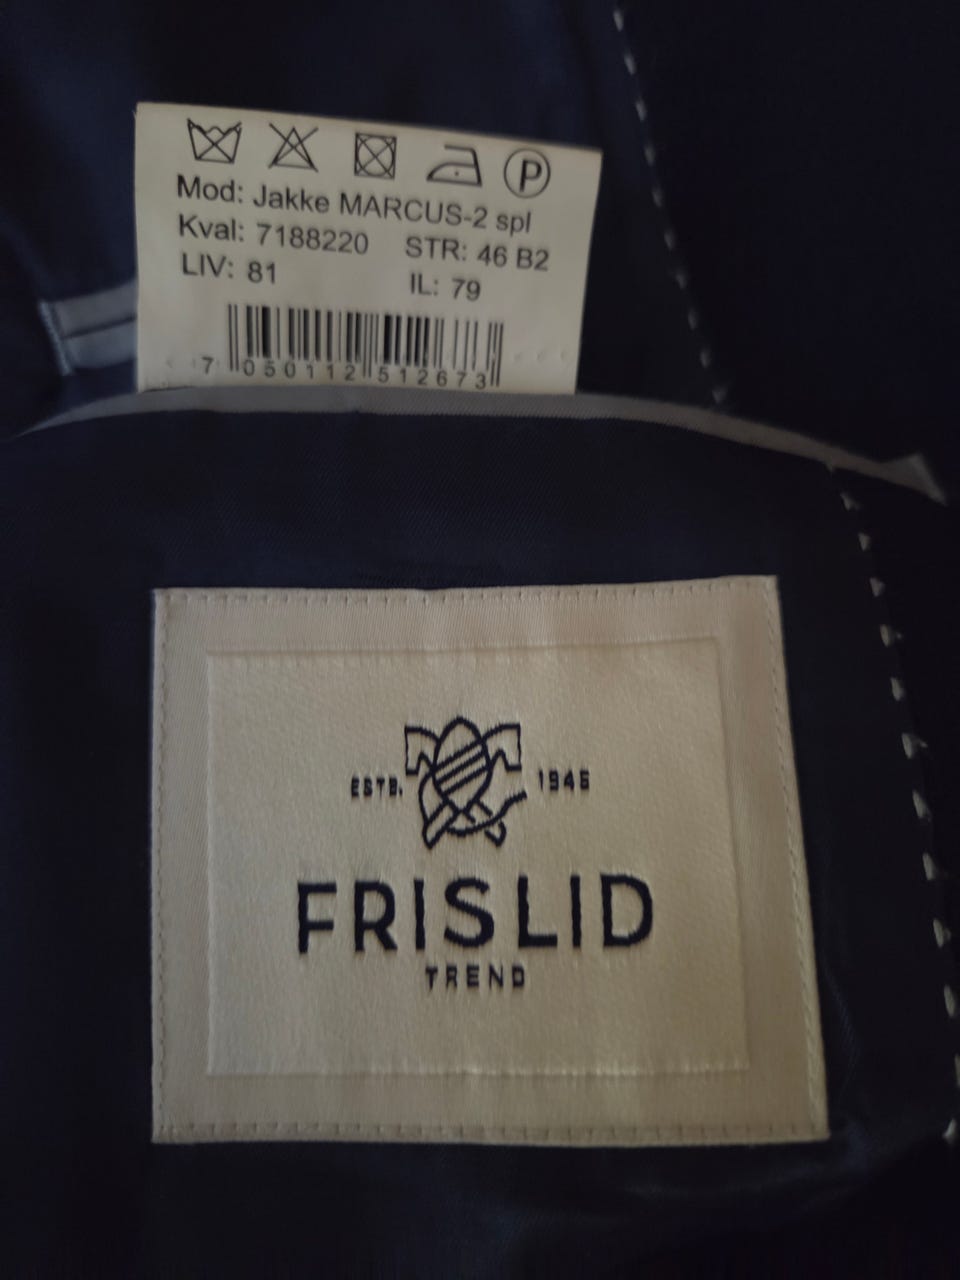 P
Mod: Jakke MARCUS-2 spl
Kval: 7188220 STR: 46 B2
LIV: 81 IL: 79
7 050112 512673
ESTB. 1946
FRISLID
TREND